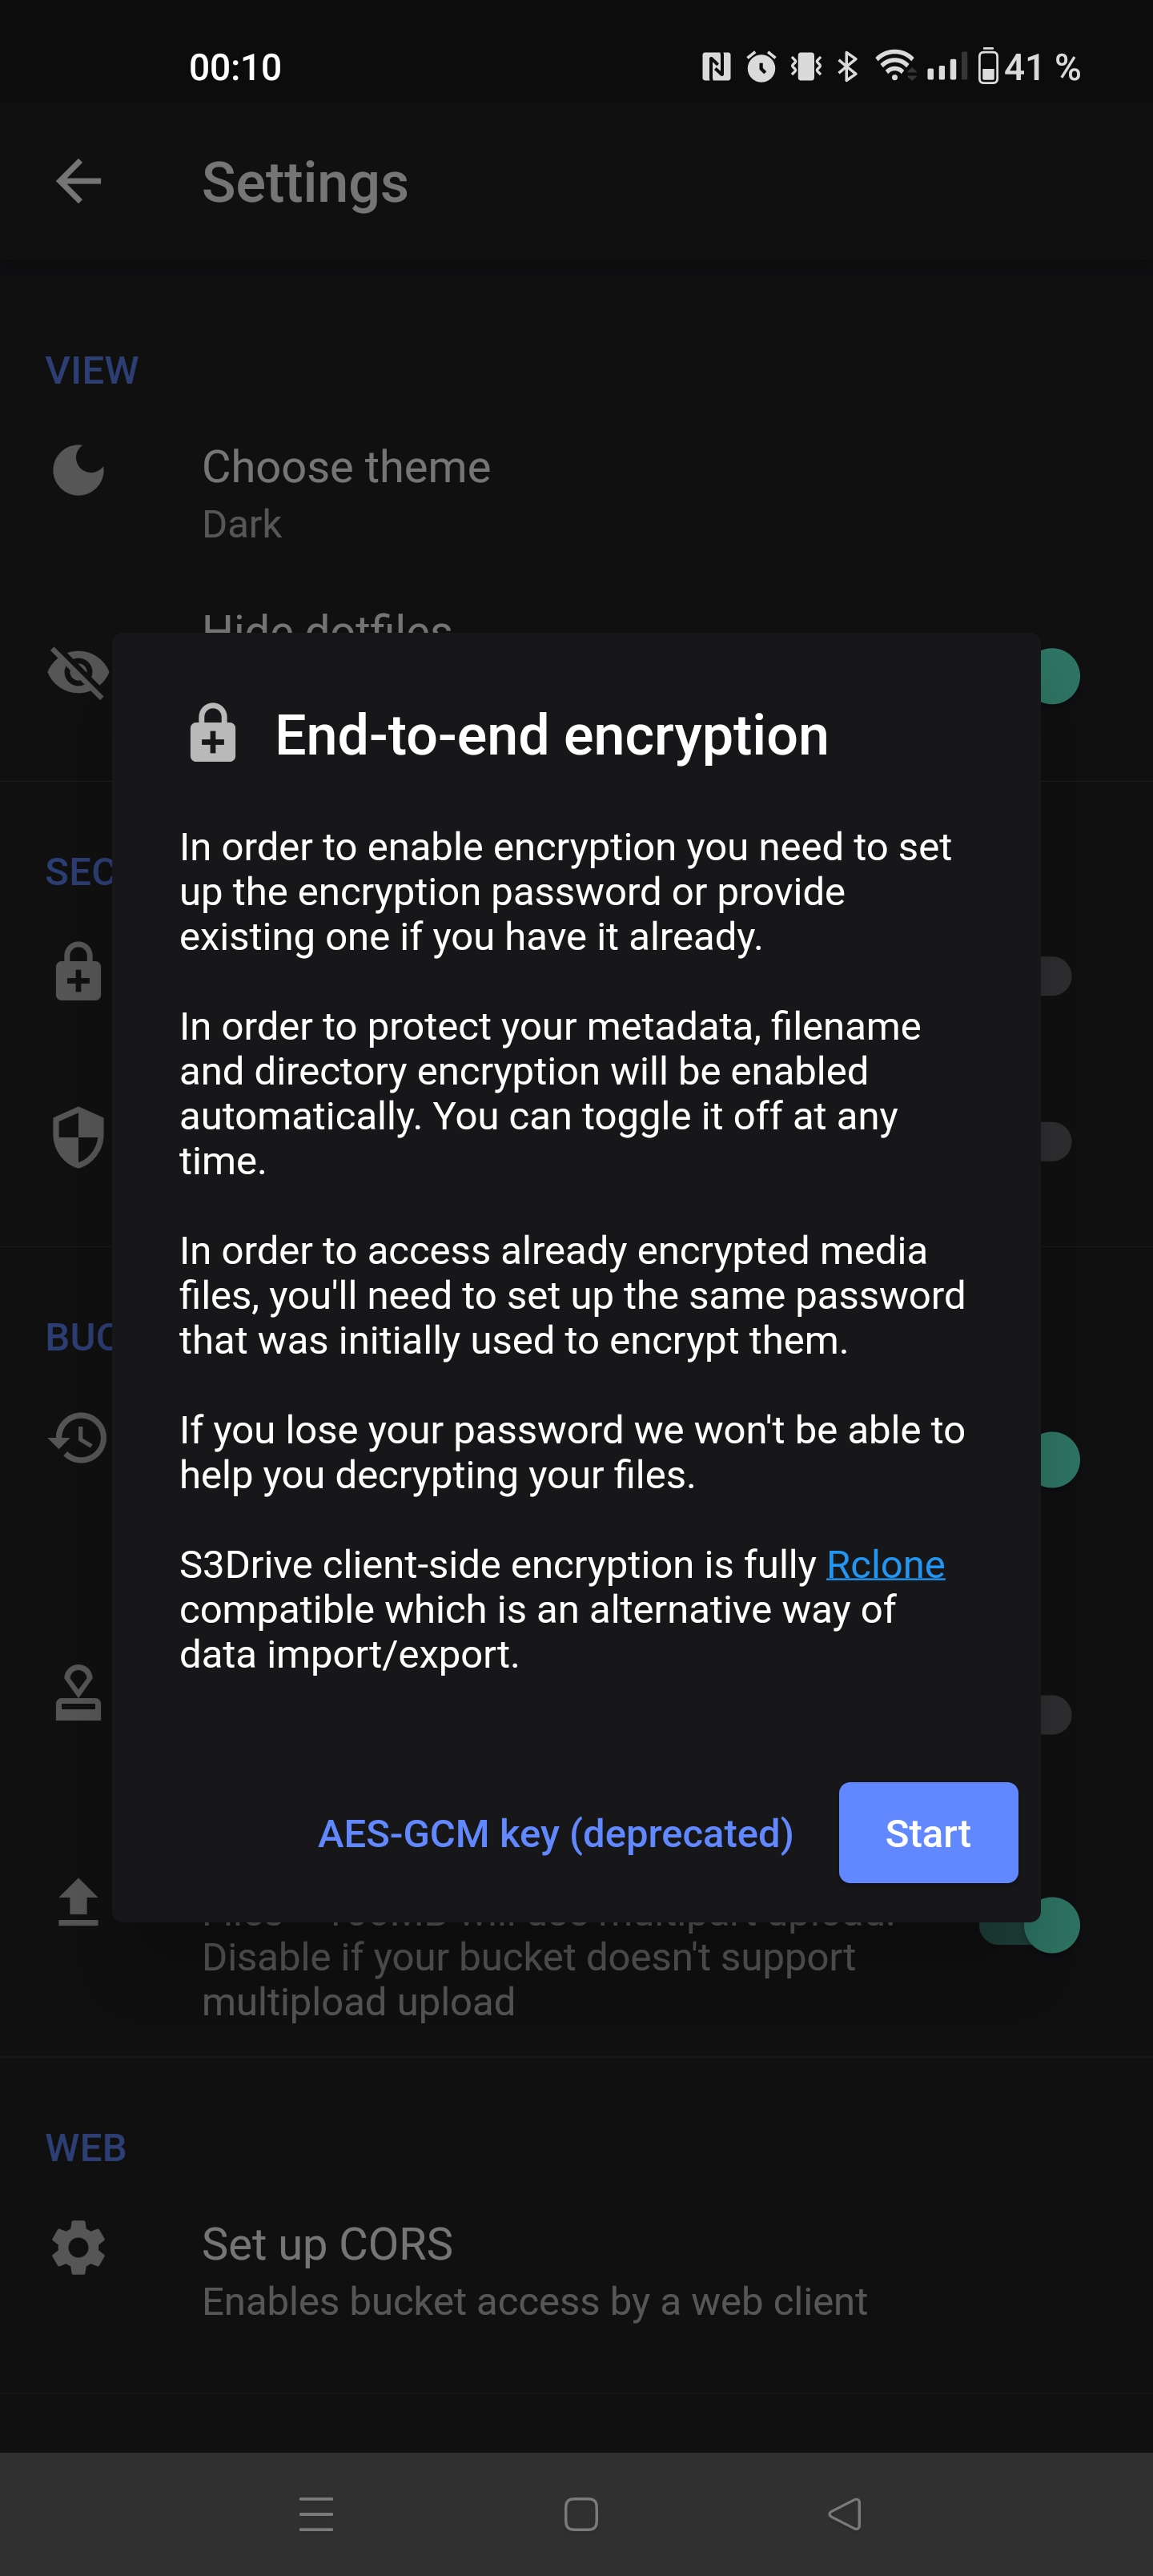 00:10
41 %
Settings
VIEW
Choose theme
Dark
Hide dotfiles
End-to-end encryption
In order to enable encryption you need to set
up the encryption password or provide
existing one if you have it already.
SEC
In order to protect your metadata, filename
and directory encryption will be enabled
automatically. You can toggle it off at any
time.
In order to access already encrypted media
files, you'll need to set up the same password
that was initially used to encrypt them.
BUC
If you lose your password we won't be able to
help you decrypting your files.
S3Drive client-side encryption is fully Rclone
compatible which is an alternative way of
data import/export.
AES-GCM key (deprecated)
Start
will use multipart upload.
Disable if your bucket doesn't support
multipload upload
WEB
Set up CORS
Enables bucket access by a web client